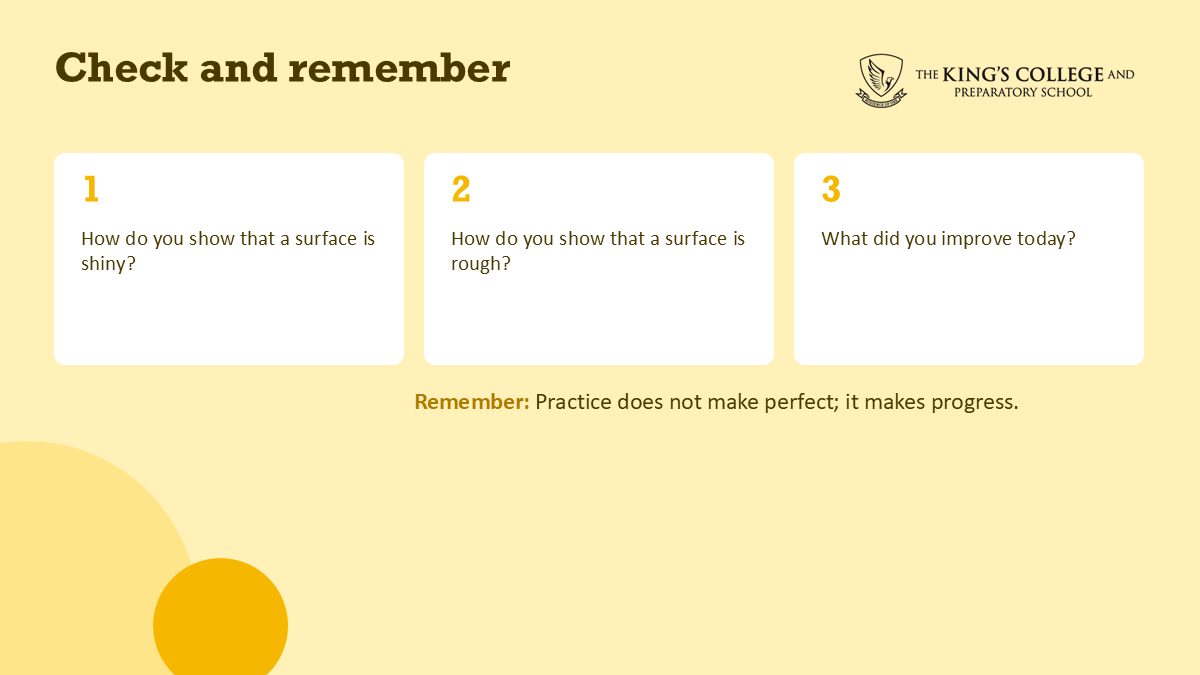 Check and remember
THE KING'S COLLEGE AND
PREPARATORY SCHOOL
1
How do you show that a surface is
shiny?
2
How do you show that a surface is
rough?
3
What did you improve today?
Remember: Practice does not make perfect; it makes progress.